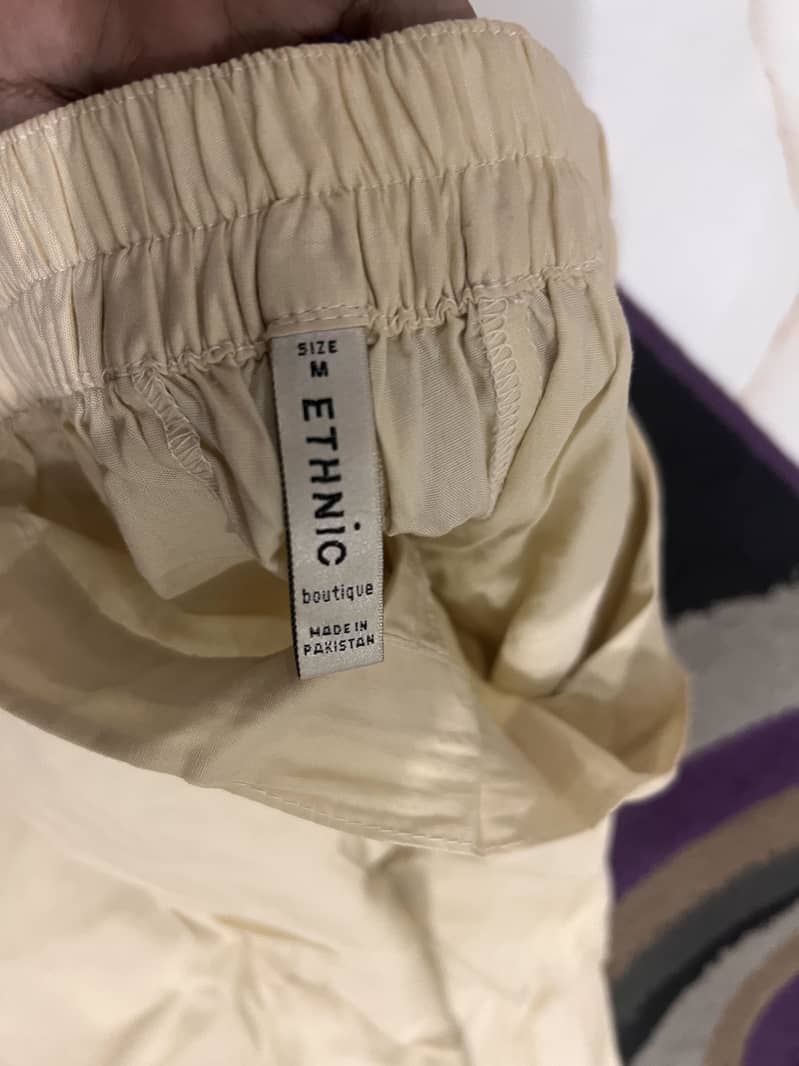 SIZE
M
ETHNiC
boutique
MADE IN
PAKISTAN